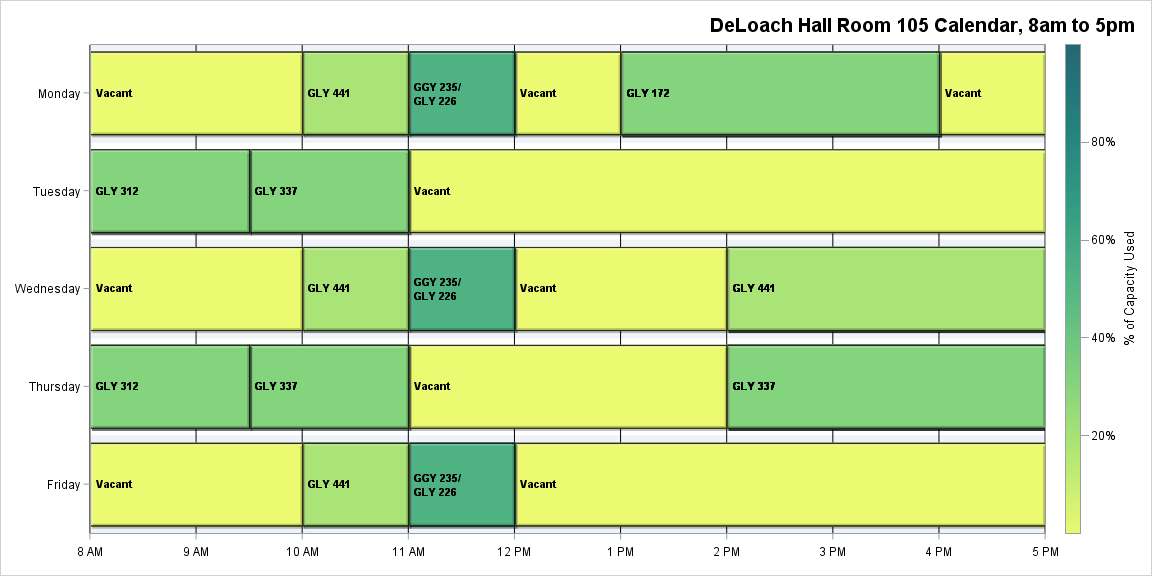 DeLoach Hall Room 105 Calendar, 8am to 5pm
Monday
Vacant
GLY 441
GGY 235/
GLY 226
Vacant
GLY 172
Vacant
Tuesday
GLY 312
GLY 337
Vacant
Wednesday
Vacant
GLY 441
GGY 235/
GLY 226
Vacant
GLY 441
Thursday
GLY 312
GLY 337
Vacant
GLY 337
Friday
Vacant
GLY 441
GGY 235/
GLY 226
Vacant
8 AM
9 AM
10 AM
11 AM
12 PM
1 PM
2 PM
3 PM
4 PM
5 PM
80%
60%
40%
20%
% of Capacity Used